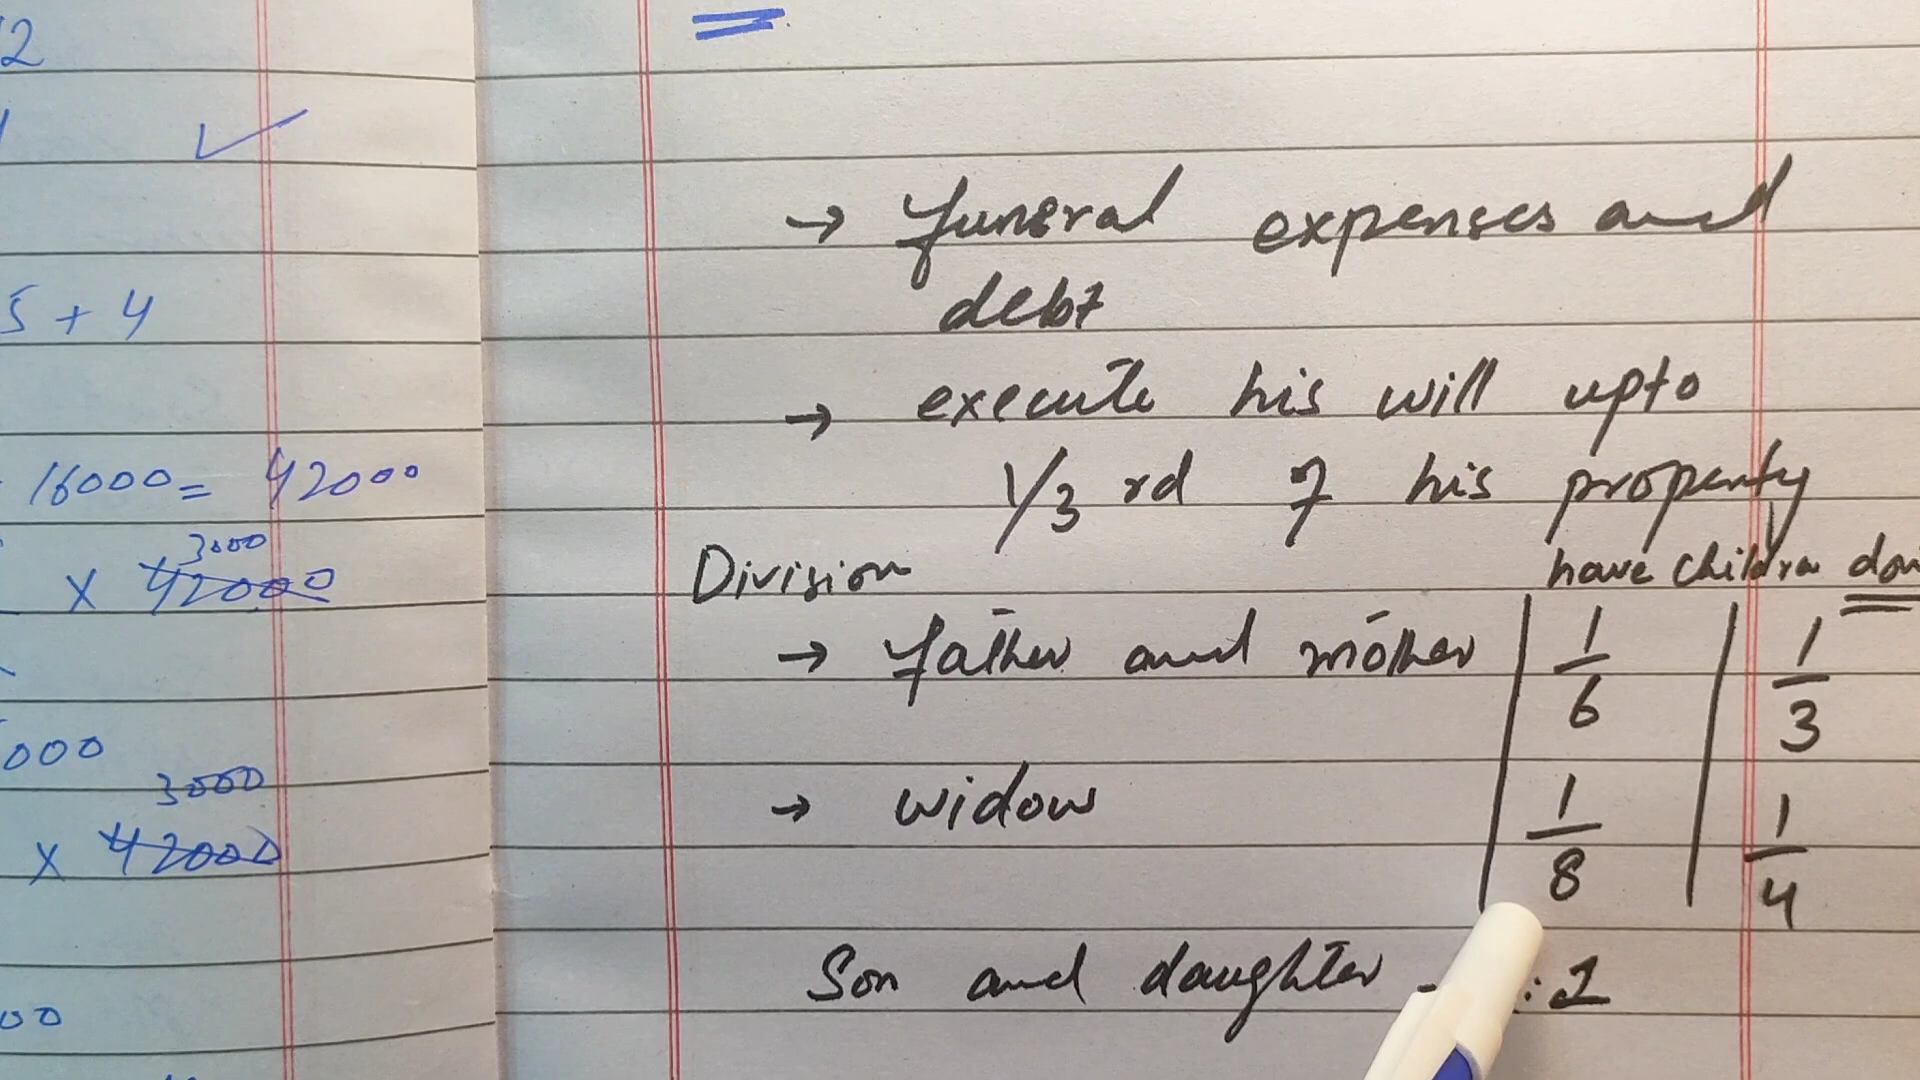 2
5 + 4
16000 = 42000
3000
x 42000
000
3000
x 42000
00
→ funeral expenses and
debt
→ execute his will upto
1/3 rd of his property
Division have children don
→ father and mother | 1/6 | 1/3
→ widow 1/8 1/4
Son and daughter - :1